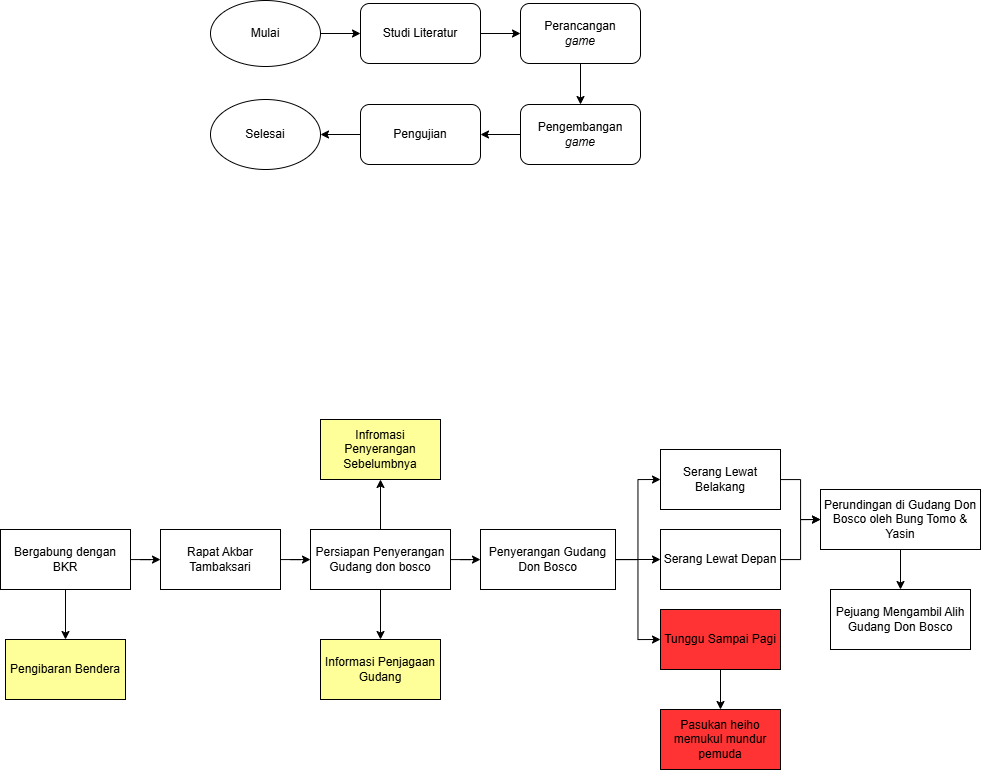 Mulai
Studi Literatur
Perancangan
game
Selesai
Pengujian
Pengembangan
game
Infromasi
Penyerangan
Sebelumbnya
Serang Lewat
Belakang
Perundingan di Gudang Don
Bosco oleh Bung Tomo &
Yasin
Bergabung dengan
BKR
Rapat Akbar
Tambaksari
Persiapan Penyerangan
Gudang don bosco
Penyerangan Gudang
Don Bosco
Serang Lewat Depan
Pejuang Mengambil Alih
Gudang Don Bosco
Pengibaran Bendera
Informasi Penjagaan
Gudang
Tunggu Sampai Pagi
Pasukan heiho
memukul mundur
pemuda